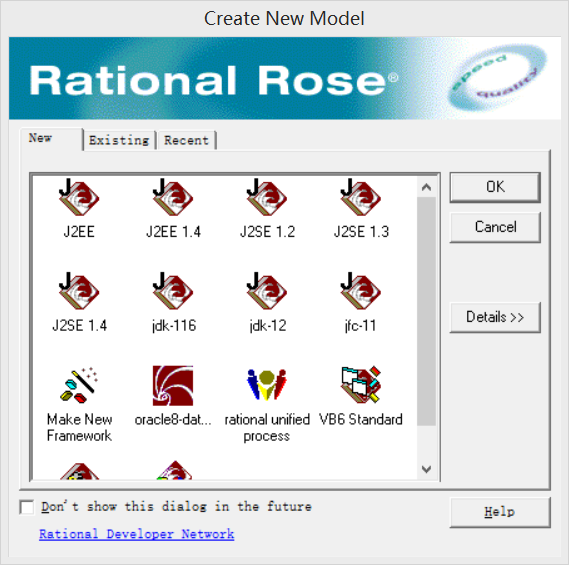 Create New Model
Rational Rose®
speed
quality
New Existing Recent
J2EE J2EE 1.4 J2SE 1.2 J2SE 1.3
J2SE 1.4 jdk-116 jdk-12 jfc-11
Make New oracle8-dat... rational unified VB6 Standard
Framework process
OK
Cancel
Details >>
Don't show this dialog in the future
Help
Rational Developer Network